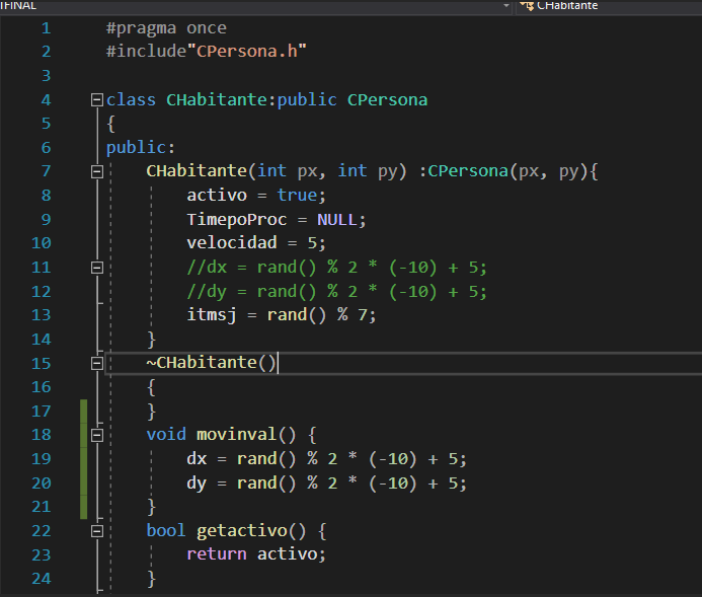 TFINAL CHabitante
1 #pragma once
2 #include"CPersona.h"
3
4 class CHabitante:public CPersona
5 {
6 public:
7 CHabitante(int px, int py) :CPersona(px, py){
8 activo = true;
9 TimepoProc = NULL;
10 velocidad = 5;
11 //dx = rand() % 2 * (-10) + 5;
12 //dy = rand() % 2 * (-10) + 5;
13 itmsj = rand() % 7;
14 }
15 ~CHabitante()
16 {
17 }
18 void movinval() {
19 dx = rand() % 2 * (-10) + 5;
20 dy = rand() % 2 * (-10) + 5;
21 }
22 bool getactivo() {
23 return activo;
24 }